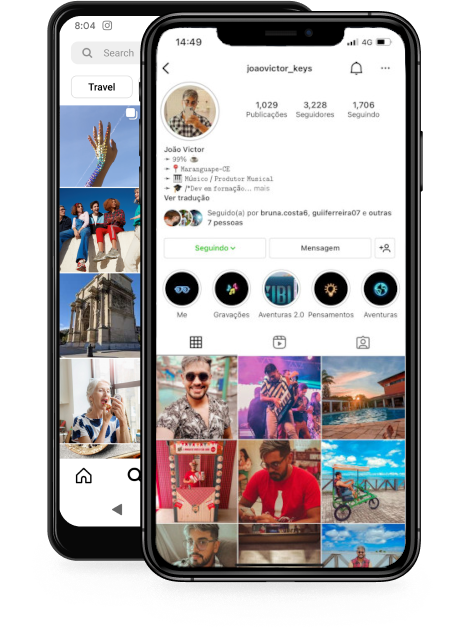 8:04
Search
Travel
14:49
4G
joaovictor_keys
1,029 3,228 1,706
Publicações Seguidores Seguindo
João Victor
99%
Maranguape-CE
Músico / Produtor Musical
/*Dev em formação... mais
Ver tradução
Seguido(a) por bruna.costa6, guiiferreira07 e outras
7 pessoas
Seguindo Mensagem
Me Gravações Aventuras 2.0 Pensamentos Aventuras